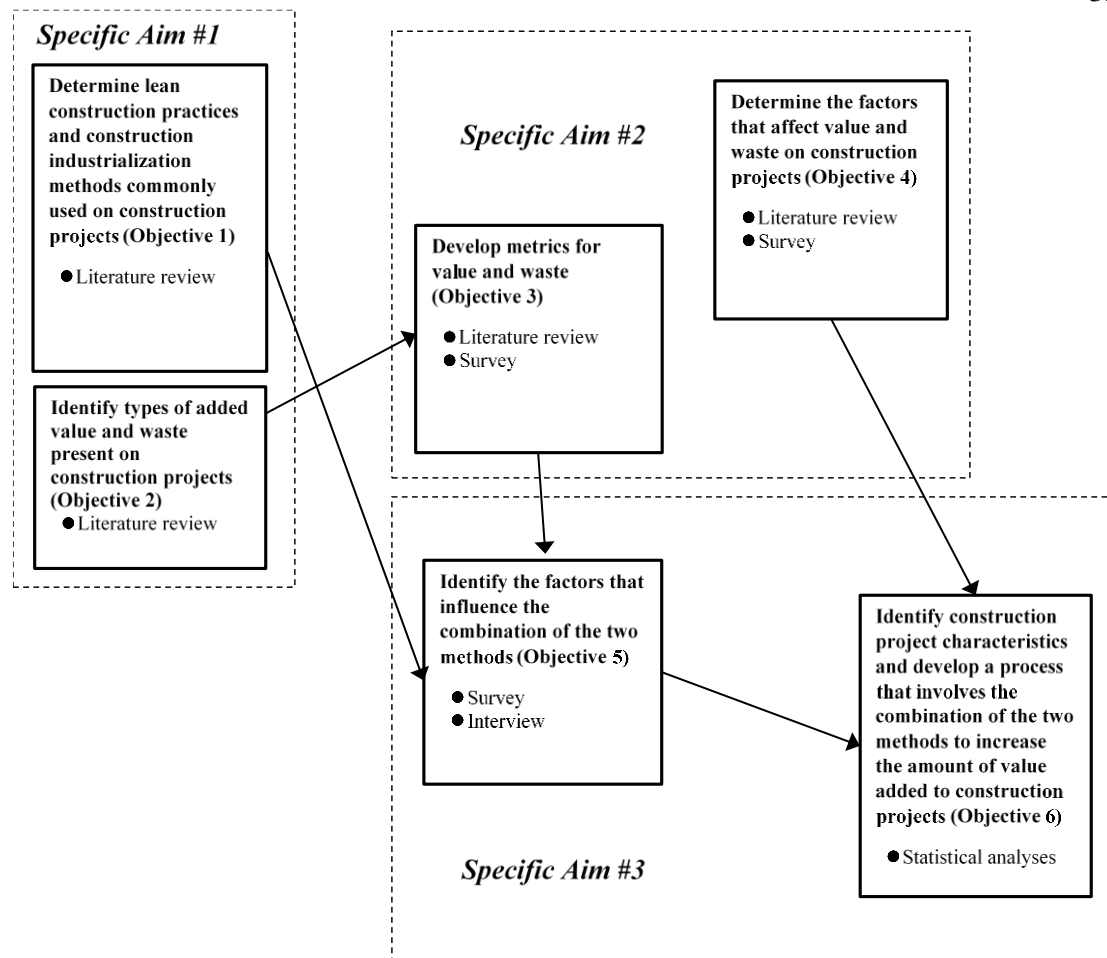 Specific Aim #1
Determine lean
construction practices
and construction
industrialization
methods commonly
used on construction
projects (Objective 1)
● Literature review
Identify types of added
value and waste
present on
construction projects
(Objective 2)
● Literature review
Specific Aim #2
Develop metrics for
value and waste
(Objective 3)
● Literature review
● Survey
Determine the factors
that affect value and
waste on construction
projects (Objective 4)
● Literature review
● Survey
Identify the factors that
influence the
combination of the two
methods (Objective 5)
● Survey
● Interview
Identify construction
project characteristics
and develop a process
that involves the
combination of the two
methods to increase
the amount of value
added to construction
projects (Objective 6)
● Statistical analyses
Specific Aim #3